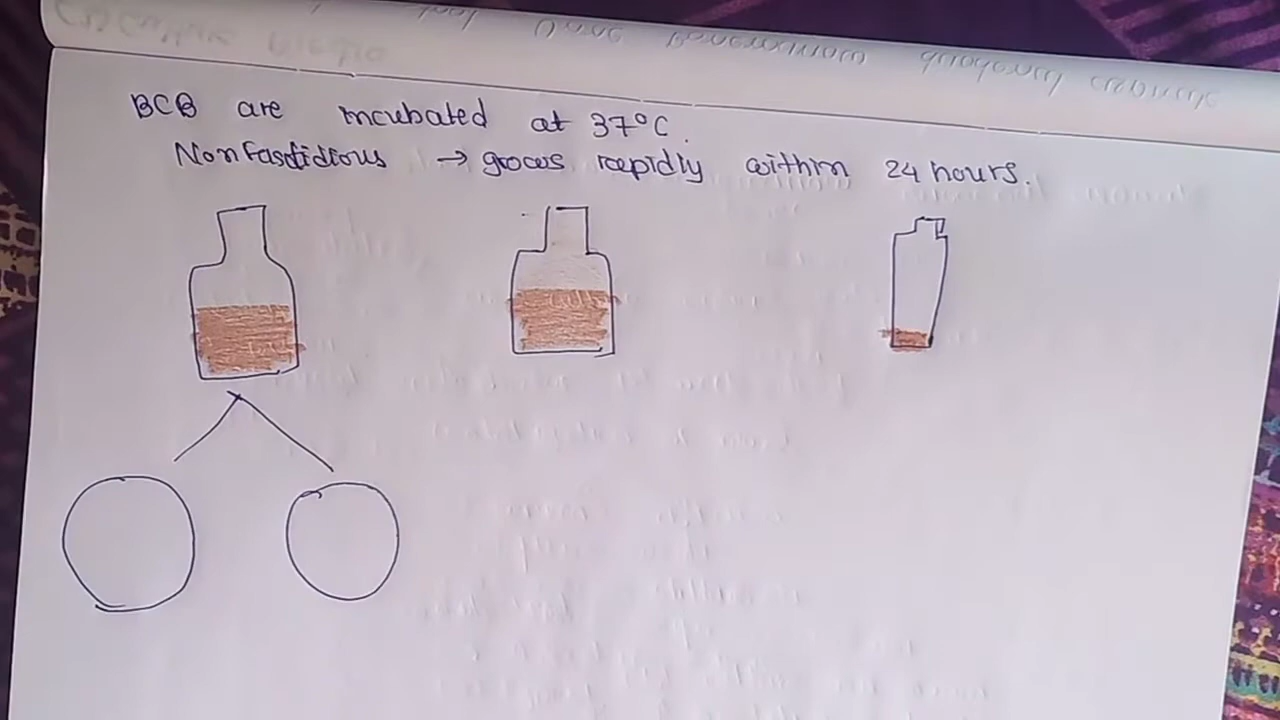 BCB are incubated at 37°C.
Nonfastidious → grows rapidly within 24 hours.